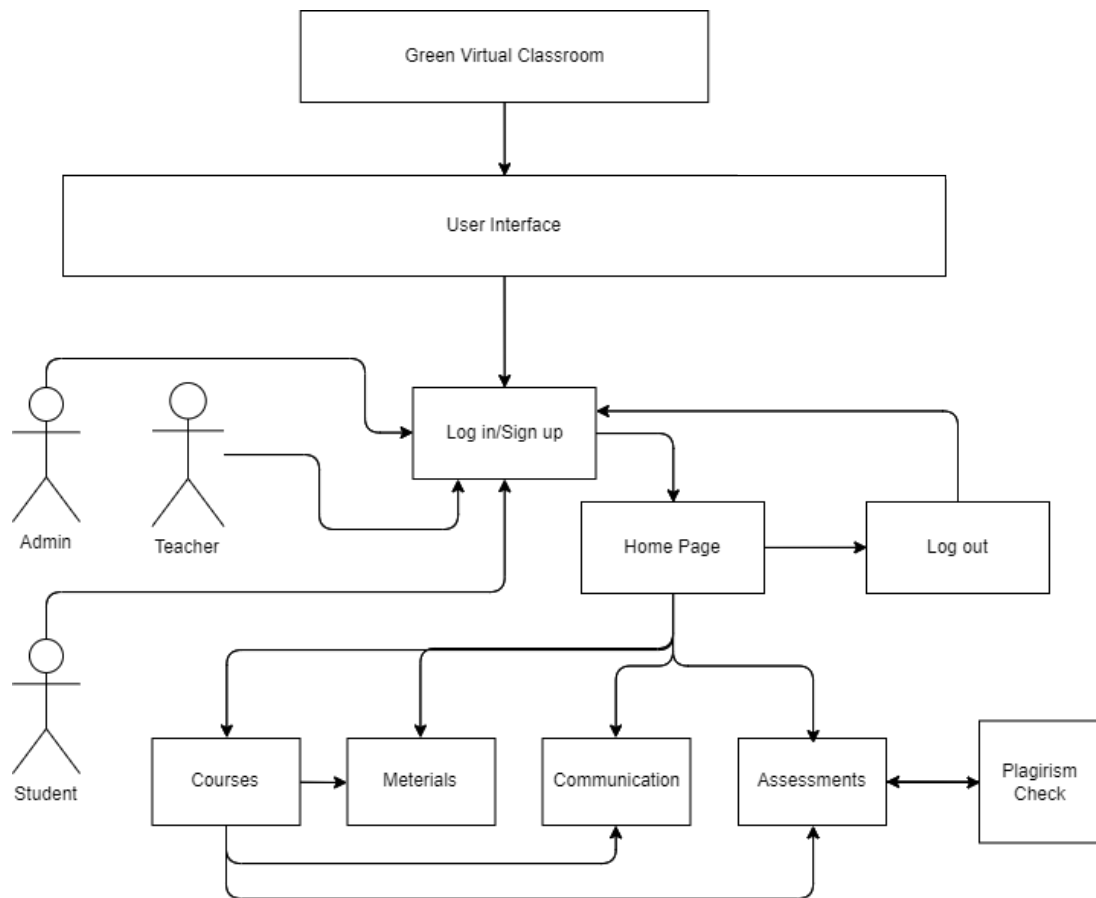 Green Virtual Classroom
User Interface
Log in/Sign up
Admin
Teacher
Home Page
Log out
Student
Courses
Meterials
Communication
Assessments
Plagirism
Check